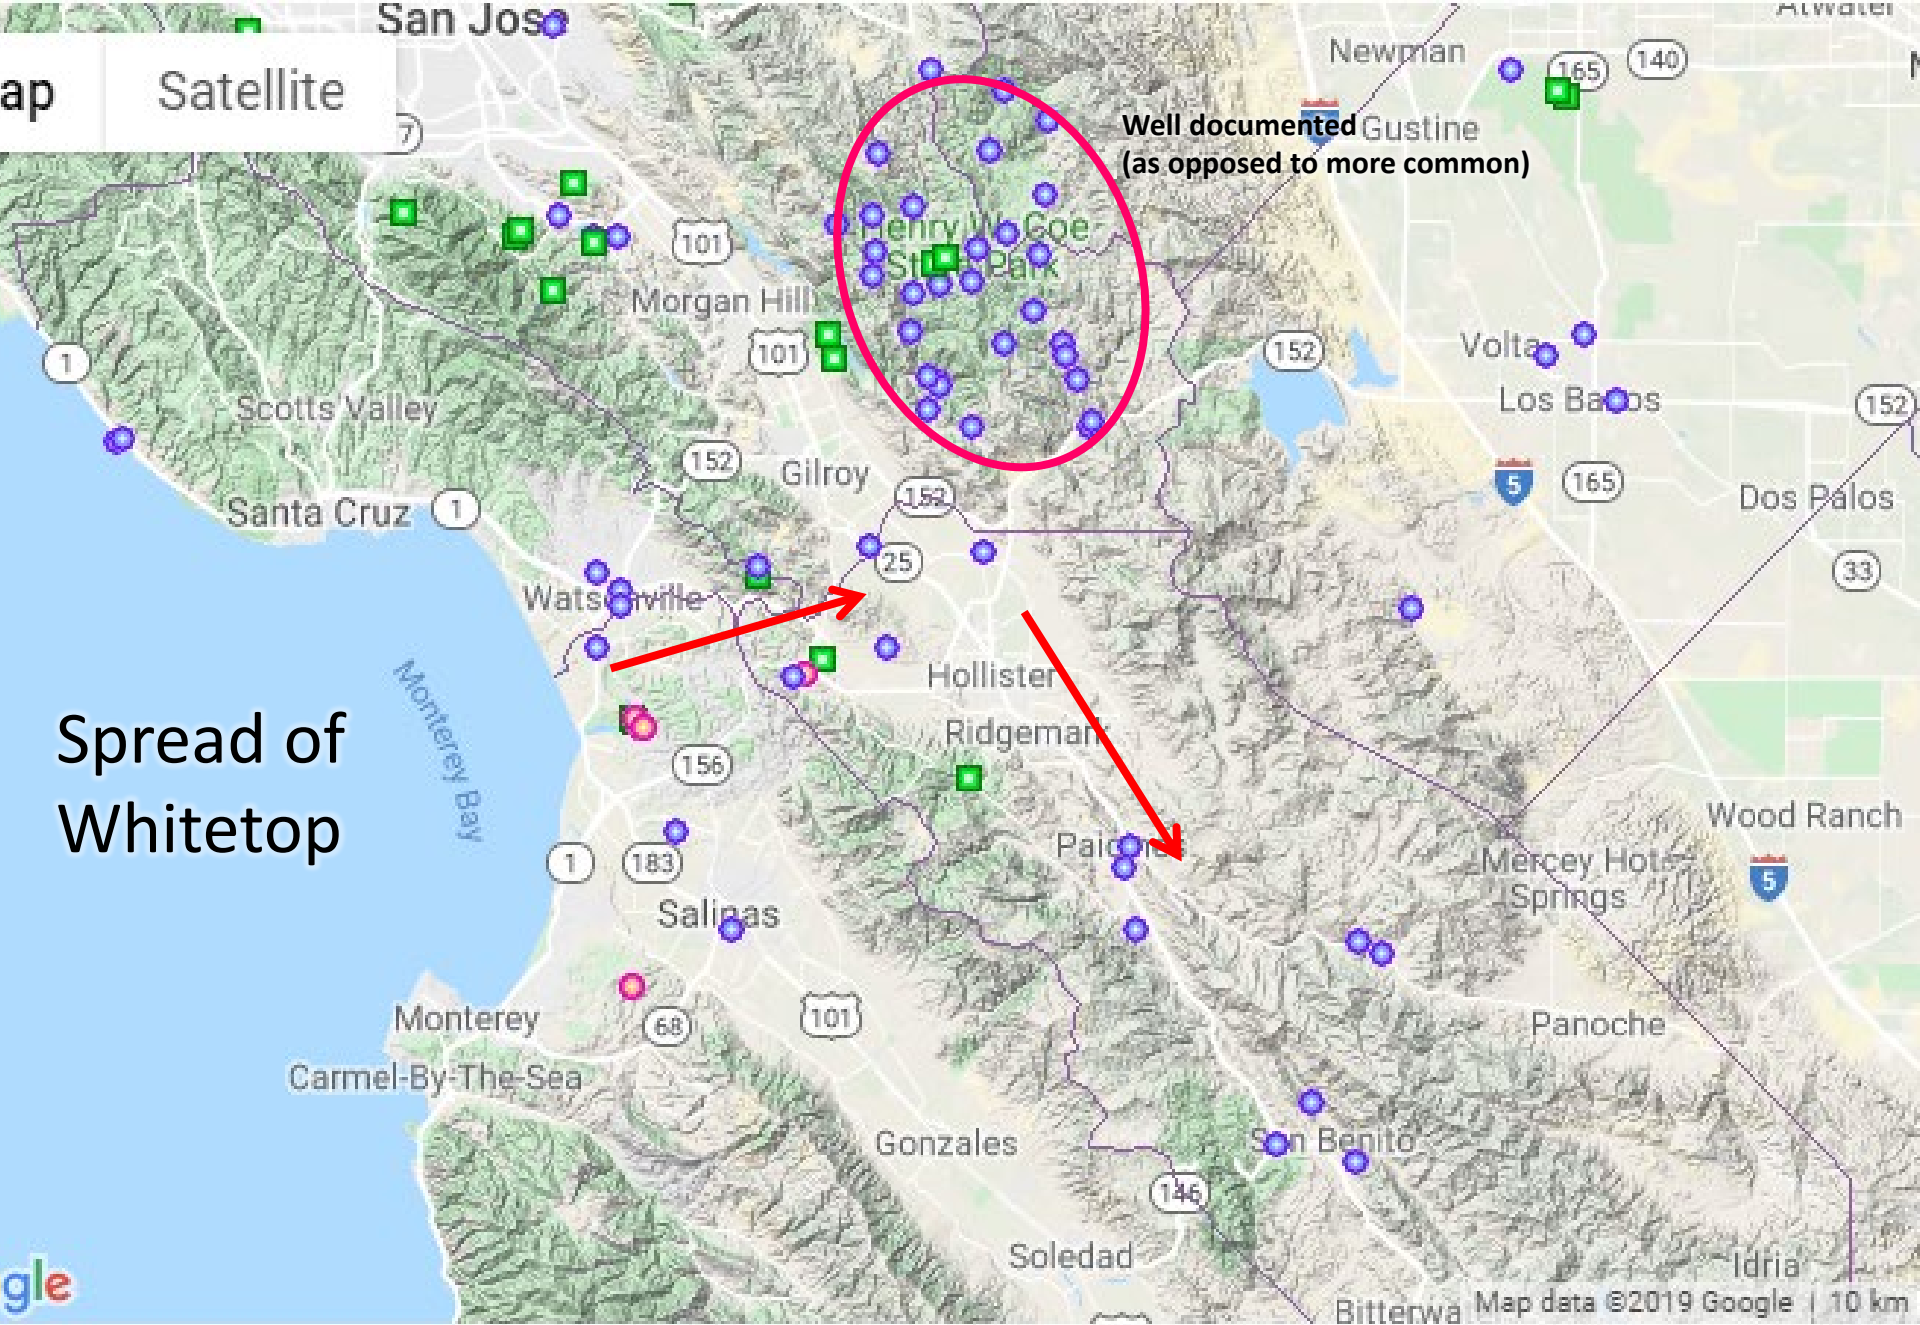 San Jose
Atwater
Newman
165
140
ap
Satellite
7
Gustine
Well documented
(as opposed to more common)
101
Henry W. Coe
State Park
Morgan Hill
101
1
152
Volta
Los Banos
152
Scotts Valley
152
Gilroy
152
5
165
Dos Palos
Santa Cruz
1
25
33
Watsonville
Monterey Bay
Hollister
Ridgemark
156
Spread of
Whitetop
Wood Ranch
1
183
Paicines
Mercey Hot
Springs
5
Salinas
Monterey
68
101
Panoche
Carmel-By-The-Sea
Gonzales
San Benito
146
Soledad
Idria
gle
Bitterwa
Map data ©2019 Google
10 km